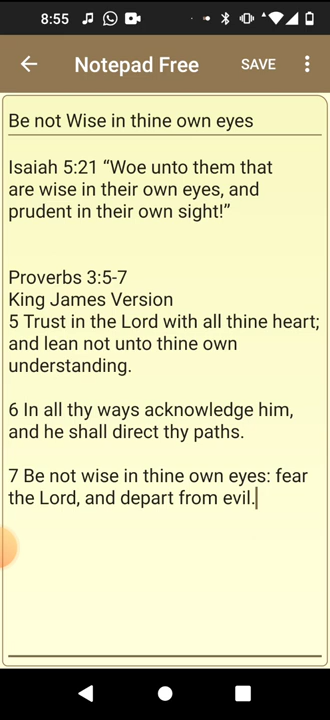 8:55
Notepad Free
SAVE
Be not Wise in thine own eyes
Isaiah 5:21 “Woe unto them that
are wise in their own eyes, and
prudent in their own sight!”
Proverbs 3:5-7
King James Version
5 Trust in the Lord with all thine heart;
and lean not unto thine own
understanding.
6 In all thy ways acknowledge him,
and he shall direct thy paths.
7 Be not wise in thine own eyes: fear
the Lord, and depart from evil.